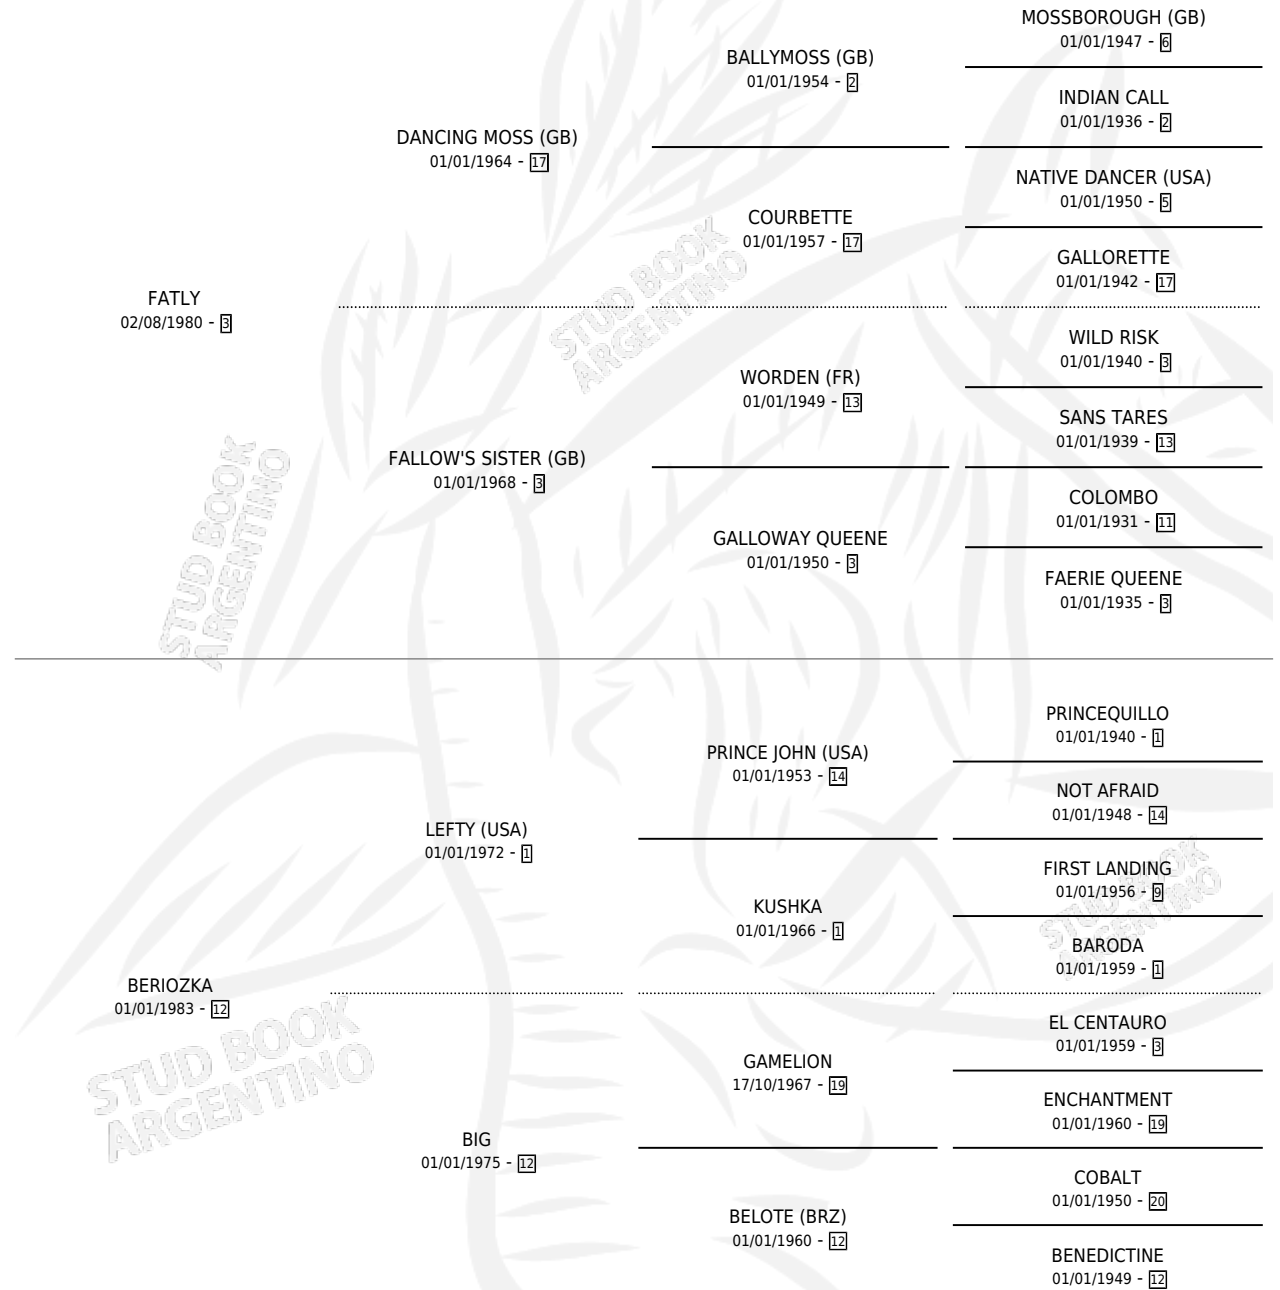 MOSSBOROUGH (GB)
01/01/1947 - 6
BALLYMOSS (GB)
01/01/1954 - 2
INDIAN CALL
01/01/1936 - 2
DANCING MOSS (GB)
01/01/1964 - 17
NATIVE DANCER (USA)
01/01/1950 - 5
COURBETTE
01/01/1957 - 17
GALLORETTE
01/01/1942 - 17
FATLY
02/08/1980 - 3
WILD RISK
01/01/1940 - 3
WORDEN (FR)
01/01/1949 - 13
SANS TARES
01/01/1939 - 13
FALLOW'S SISTER (GB)
01/01/1968 - 3
COLOMBO
01/01/1931 - 11
GALLOWAY QUEENE
01/01/1950 - 3
FAERIE QUEENE
01/01/1935 - 3
STUD BOOK
ARGENTINO
STUD BOOK
ARGENTINO
PRINCEQUILLO
01/01/1940 - 1
PRINCE JOHN (USA)
01/01/1953 - 14
NOT AFRAID
01/01/1948 - 14
LEFTY (USA)
01/01/1972 - 1
FIRST LANDING
01/01/1956 - 9
KUSHKA
01/01/1966 - 1
BARODA
01/01/1959 - 1
BERIOZKA
01/01/1983 - 12
EL CENTAURO
01/01/1959 - 3
GAMELION
17/10/1967 - 19
ENCHANTMENT
01/01/1960 - 19
BIG
01/01/1975 - 12
COBALT
01/01/1950 - 20
BELOTE (BRZ)
01/01/1960 - 12
BENEDICTINE
01/01/1949 - 12
STUD BOOK
ARGENTINO
STUD BOOK
ARGENTINO